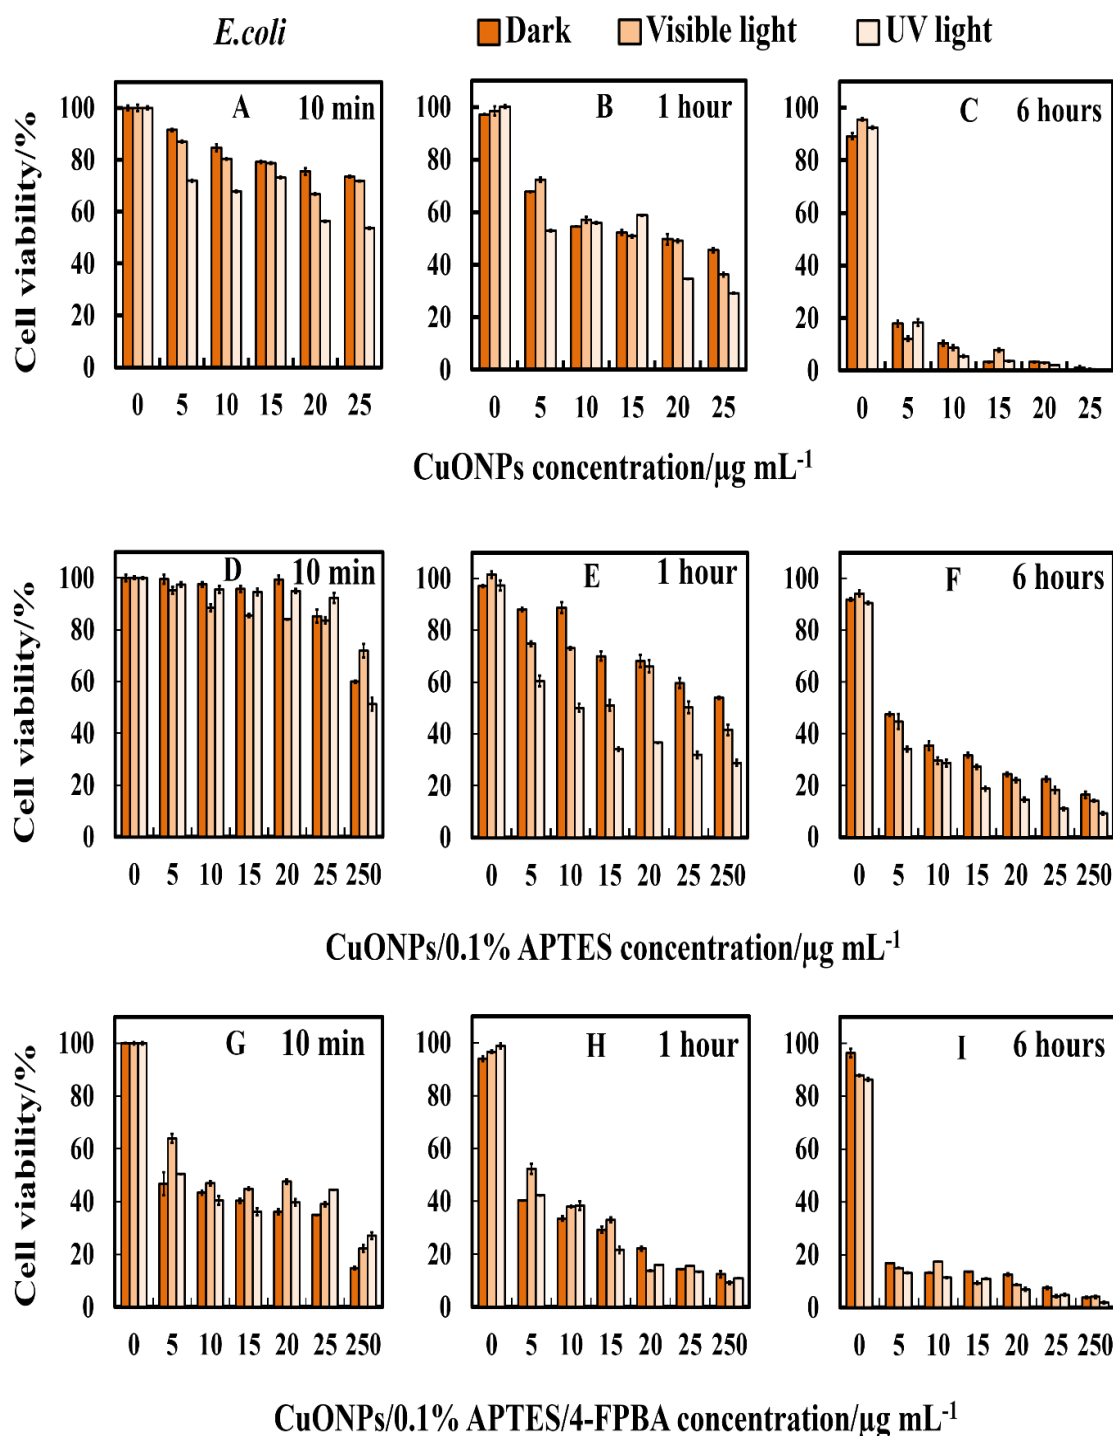 E.coli Dark Visible light UV light
A 10 min
B 1 hour
C 6 hours
Cell viability/%
100
80
60
40
20
0
0 5 10 15 20 25
100
80
60
40
20
0
0 5 10 15 20 25
100
80
60
40
20
0
0 5 10 15 20 25
CuONPs concentration/µg mL-1
D 10 min
E 1 hour
F 6 hours
Cell viability/%
100
80
60
40
20
0
0 5 10 15 20 25 250
100
80
60
40
20
0
0 5 10 15 20 25 250
100
80
60
40
20
0
0 5 10 15 20 25 250
CuONPs/0.1% APTES concentration/µg mL-1
G 10 min
H 1 hour
I 6 hours
Cell viability/%
100
80
60
40
20
0
0 5 10 15 20 25 250
100
80
60
40
20
0
0 5 10 15 20 25 250
100
80
60
40
20
0
0 5 10 15 20 25 250
CuONPs/0.1% APTES/4-FPBA concentration/µg mL-1